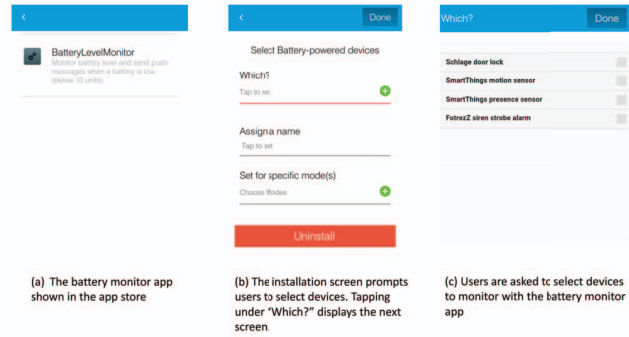 BatteryLevelMonitor
Monitor battery level and send push
messages when a battery is low
(below 10 units)
Done
Select Battery-powered devices
Which?
Tap to set
Assign a name
Tap to set
Set for specific mode(s)
Choose Modes
Uninstall
Which?
Done
Schlage door lock
SmartThings motion sensor
SmartThings presence sensor
FotrezZ siren strobe alarm
(a) The battery monitor app
shown in the app store
(b) The installation screen prompts
users to select devices. Tapping
under "Which?" displays the next
screen.
(c) Users are asked to select devices
to monitor with the battery monitor
app